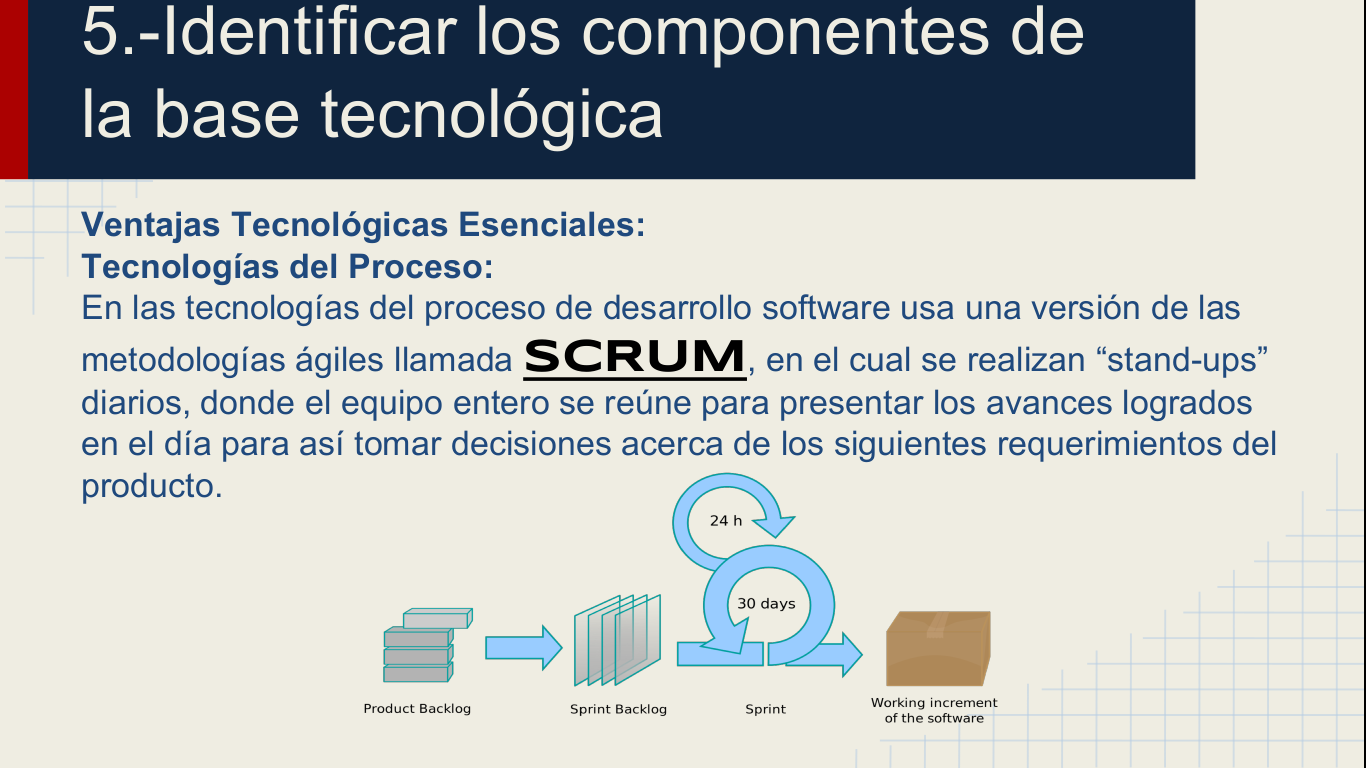 5.-Identificar los componentes de
la base tecnológica
Ventajas Tecnológicas Esenciales:
Tecnologías del Proceso:
En las tecnologías del proceso de desarrollo software usa una versión de las
metodologías ágiles llamada SCRUM, en el cual se realizan “stand-ups”
diarios, donde el equipo entero se reúne para presentar los avances logrados
en el día para así tomar decisiones acerca de los siguientes requerimientos del
producto.
24 h
30 days
Product Backlog
Sprint Backlog
Sprint
Working increment
of the software